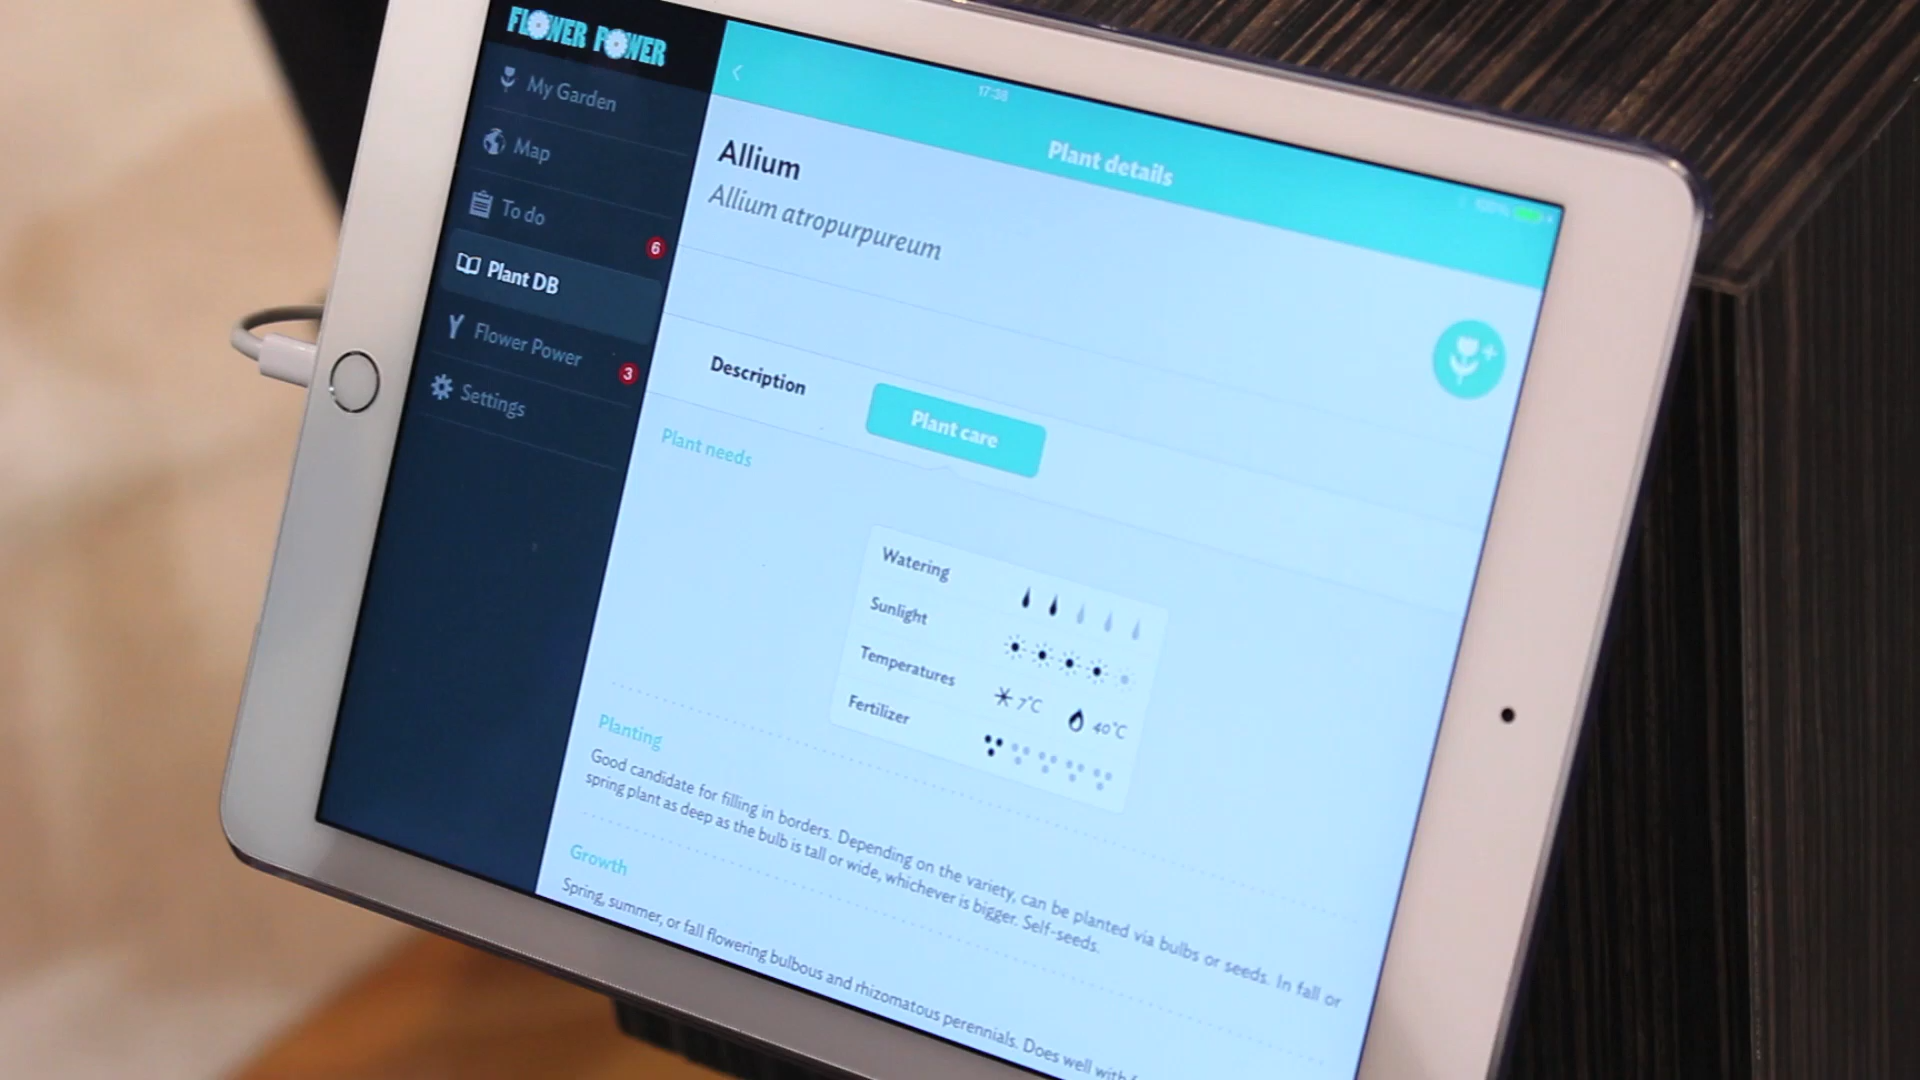 FLOWER POWER
My Garden
Map
To do
6
Plant DB
Flower Power
3
Settings
17:38
Plant details
100%
Allium
Allium atropurpureum
Description
Plant care
Plant needs
Watering
Sunlight
Temperatures
7°C
40°C
Fertilizer
Planting
Good candidate for filling in borders. Depending on the variety, can be planted via bulbs or seeds. In fall or
spring plant as deep as the bulb is tall or wide, whichever is bigger. Self-seeds.
Growth
Spring, summer, or fall flowering bulbous and rhizomatous perennials. Does well with